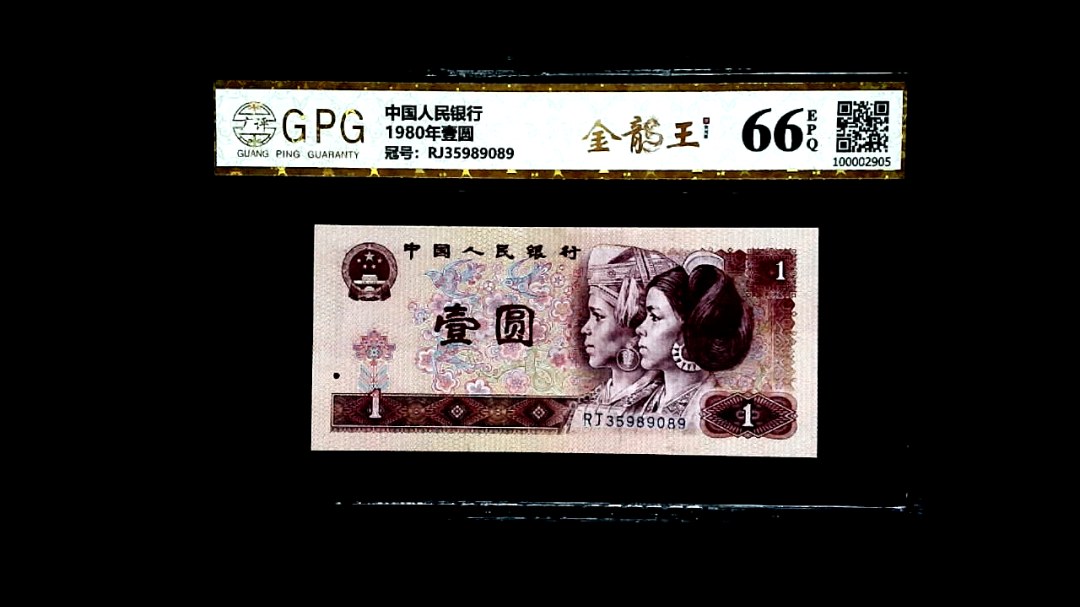 GPG
GUANG PING GUARANTY
中国人民银行
1980年壹圆
冠号：RJ35989089
金龙王
66
EPQ
100002905
中国人民银行
1
壹圆
1
RJ35989089
1